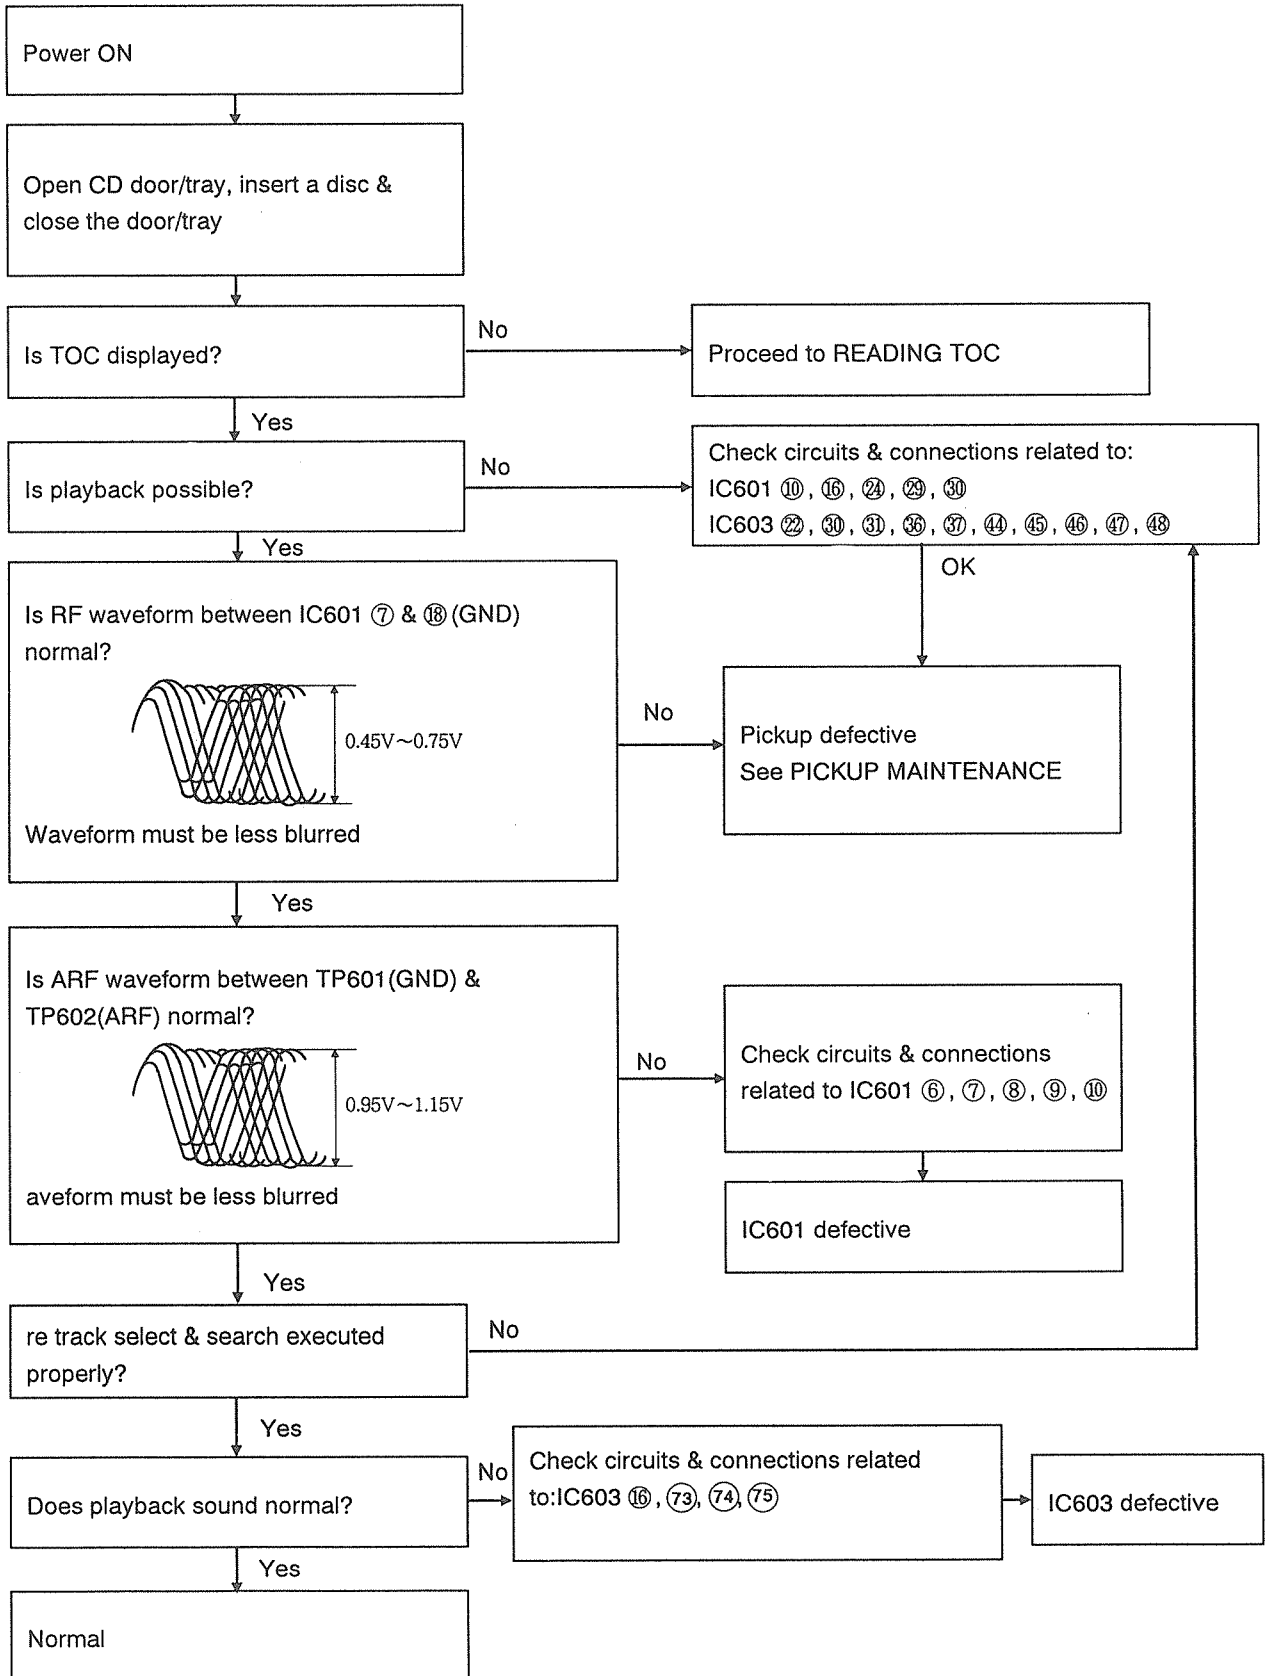 Power ON
Open CD door/tray, insert a disc &
close the door/tray
Is TOC displayed?
No
Proceed to READING TOC
Yes
Is playback possible?
No
Check circuits & connections related to:
IC601 ⑩, ⑯, ㉔, ㉙, ㉚
IC603 ㉒, ㉚, ㉛, ㊱, ㊲, ㊹, ㊺, ㊻, ㊼, ㊽
Yes
OK
Is RF waveform between IC601 ⑦ & ⑱(GND)
normal?
0.45V~0.75V
Waveform must be less blurred
No
Pickup defective
See PICKUP MAINTENANCE
Yes
Is ARF waveform between TP601(GND) &
TP602(ARF) normal?
0.95V~1.15V
aveform must be less blurred
No
Check circuits & connections
related to IC601 ⑥, ⑦, ⑧, ⑨, ⑩
IC601 defective
Yes
re track select & search executed
properly?
No
Yes
Does playback sound normal?
No
Check circuits & connections related
to:IC603 ⑯, (73), (74), (75)
IC603 defective
Yes
Normal